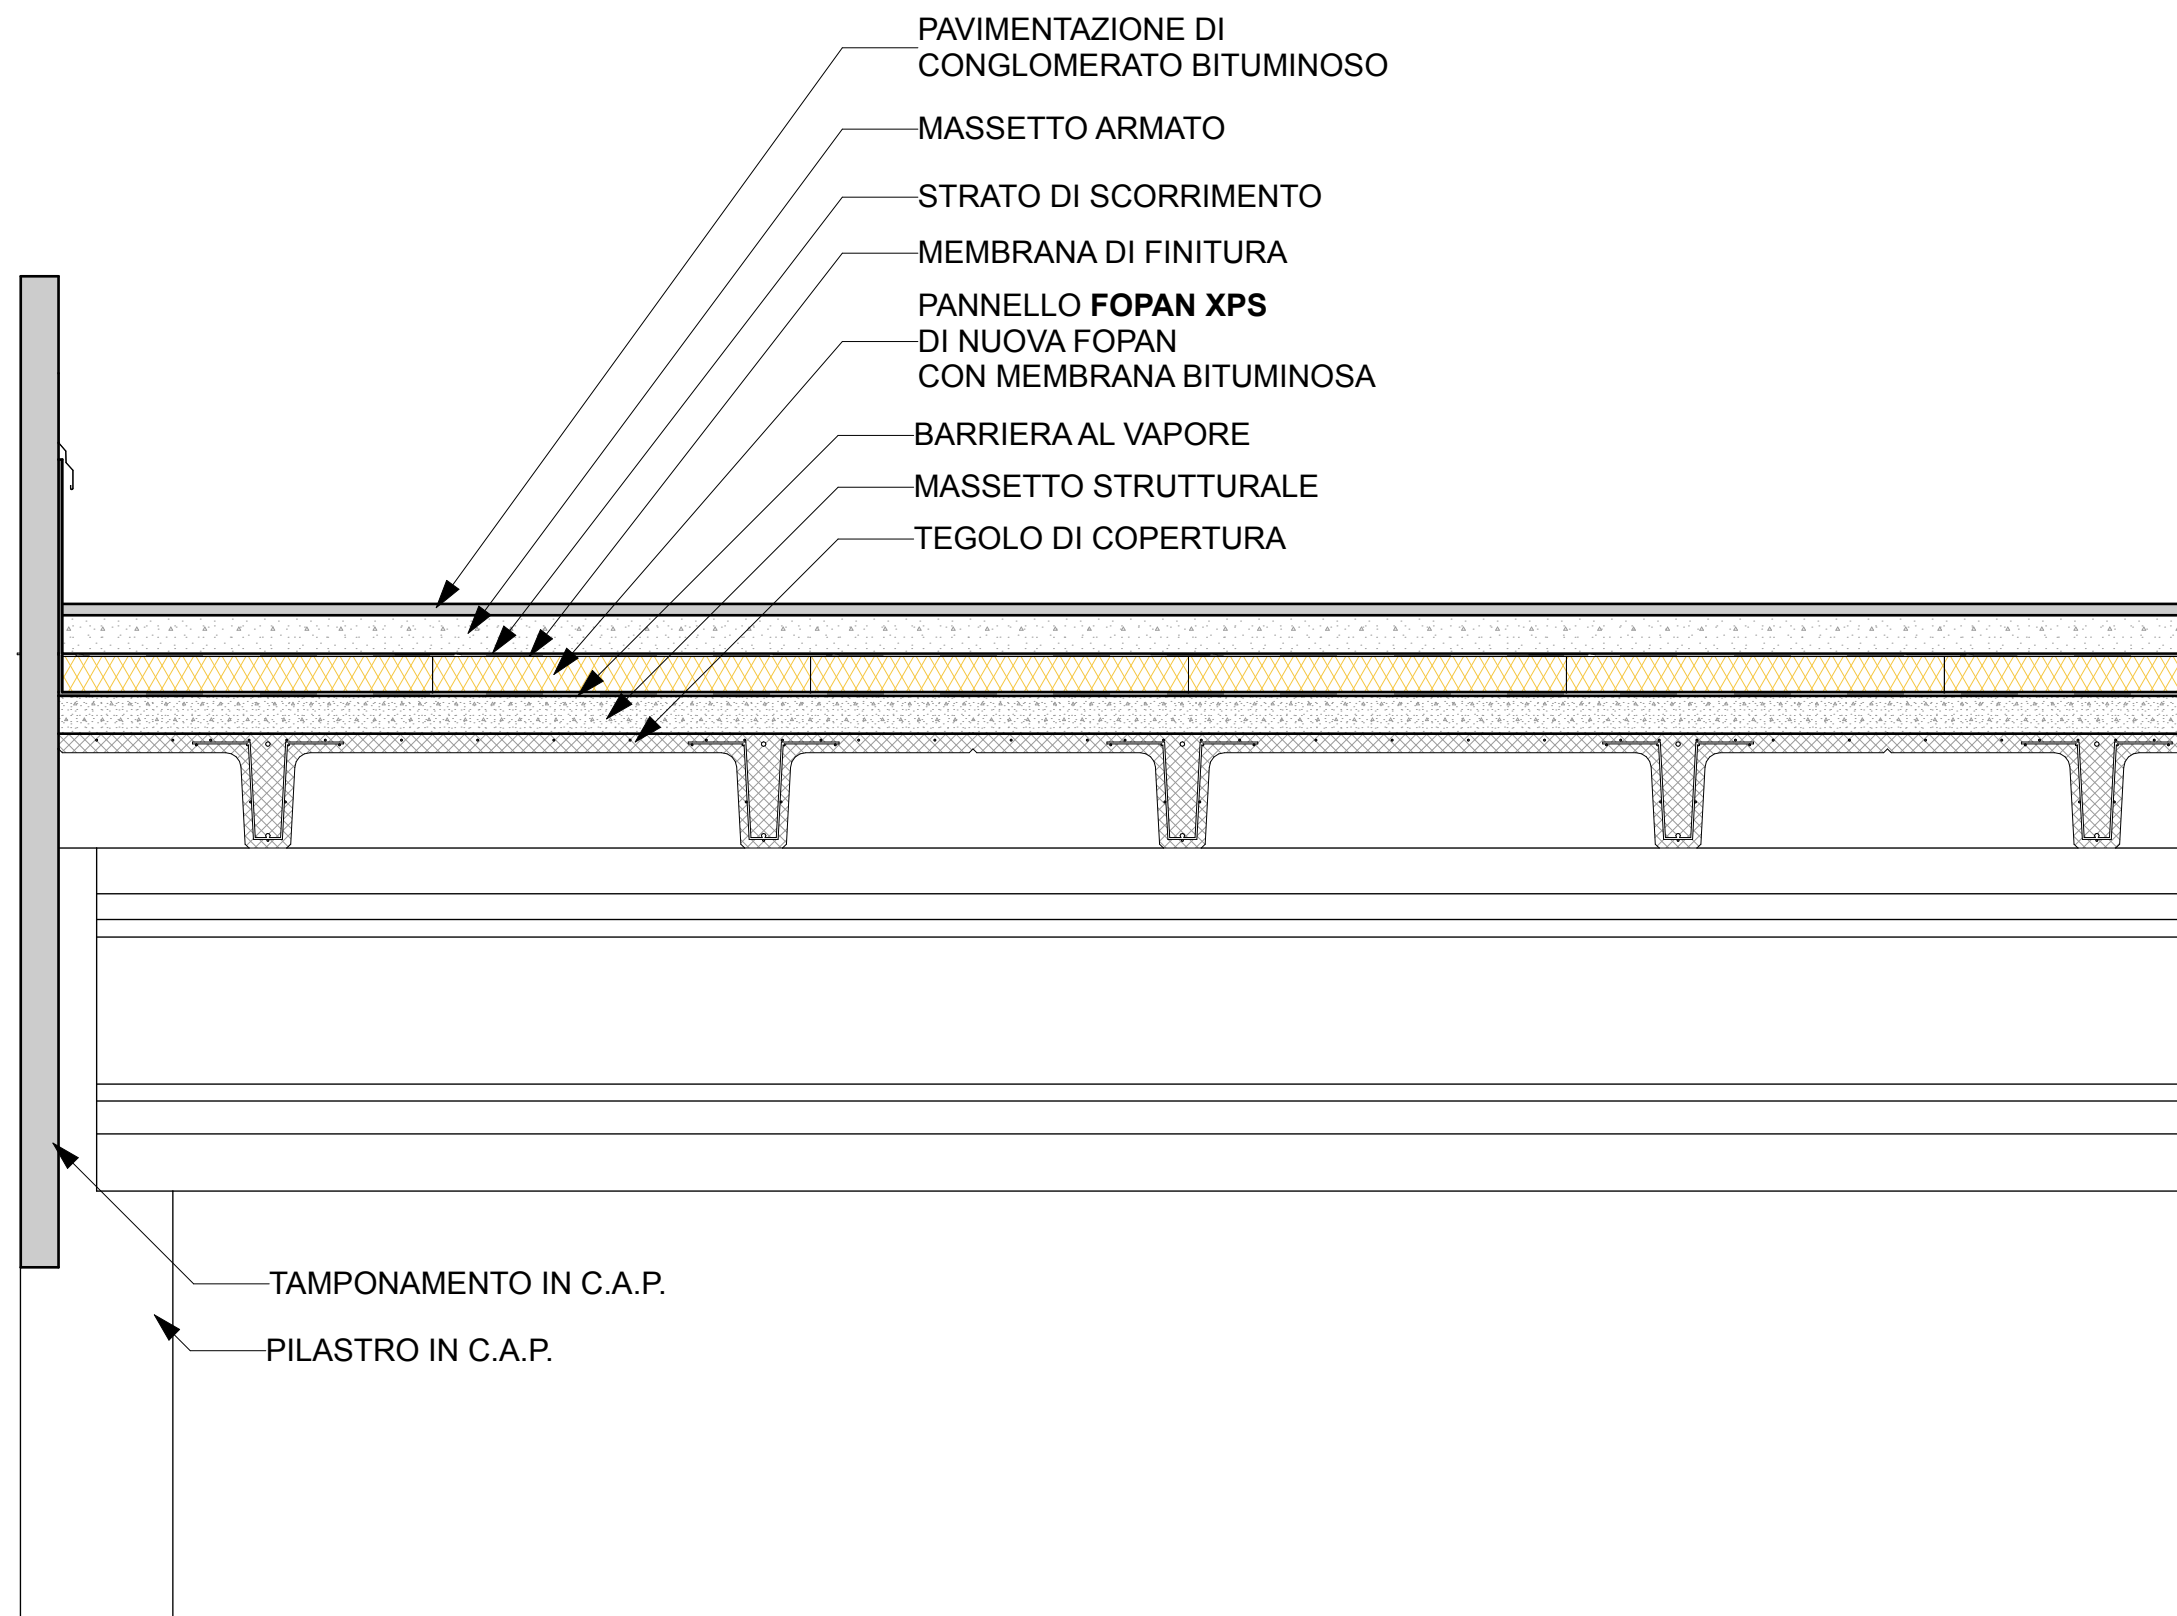 PAVIMENTAZIONE DI
CONGLOMERATO BITUMINOSO
MASSETTO ARMATO
STRATO DI SCORRIMENTO
MEMBRANA DI FINITURA
PANNELLO FOPAN XPS
DI NUOVA FOPAN
CON MEMBRANA BITUMINOSA
BARRIERA AL VAPORE
MASSETTO STRUTTURALE
TEGOLO DI COPERTURA
TAMPONAMENTO IN C.A.P.
PILASTRO IN C.A.P.